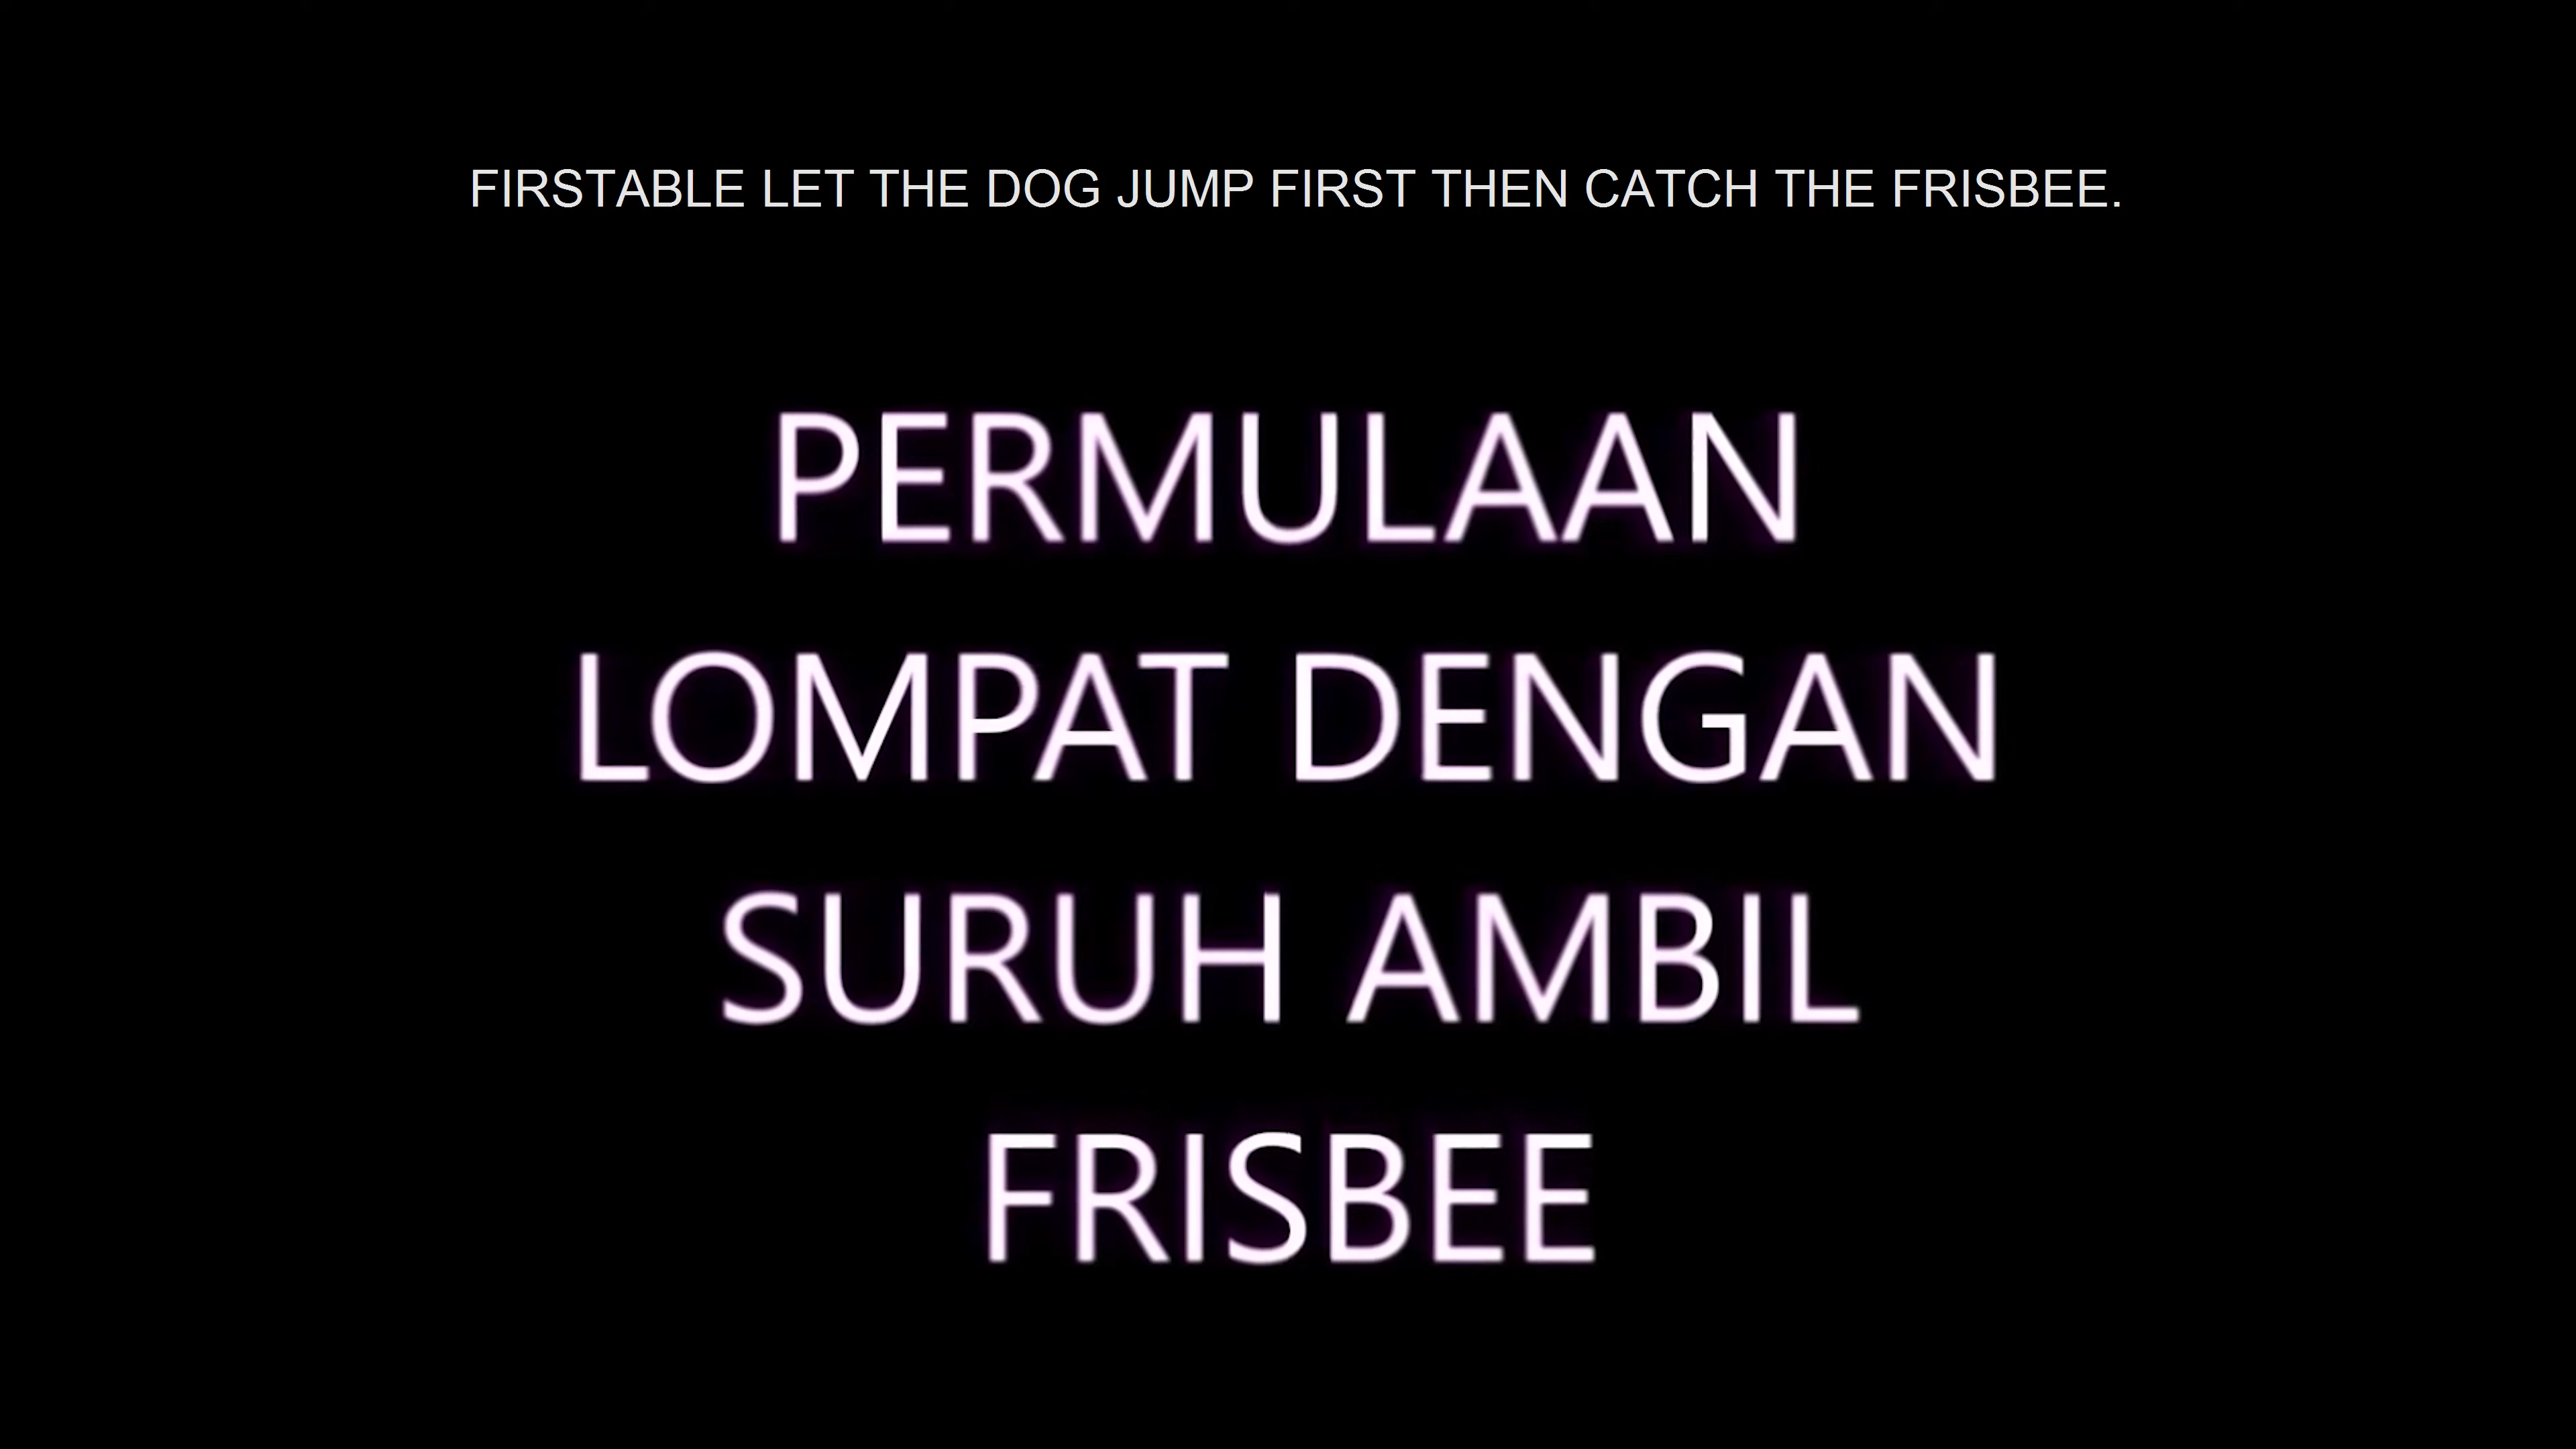 FIRSTABLE LET THE DOG JUMP FIRST THEN CATCH THE FRISBEE.
PERMULAAN
LOMPAT DENGAN
SURUH AMBIL
FRISBEE